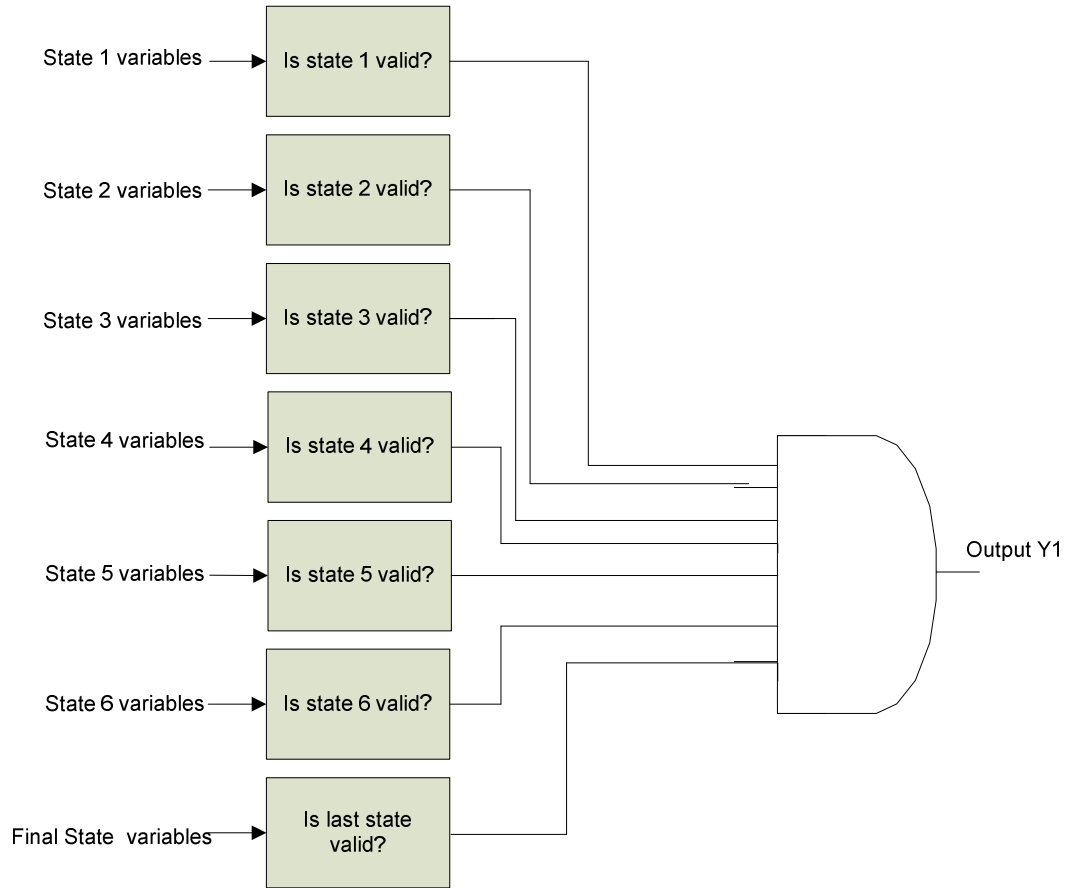 State 1 variables
Is state 1 valid?
State 2 variables
Is state 2 valid?
State 3 variables
Is state 3 valid?
State 4 variables
Is state 4 valid?
Output Y1
State 5 variables
Is state 5 valid?
State 6 variables
Is state 6 valid?
Final State variables
Is last state
valid?